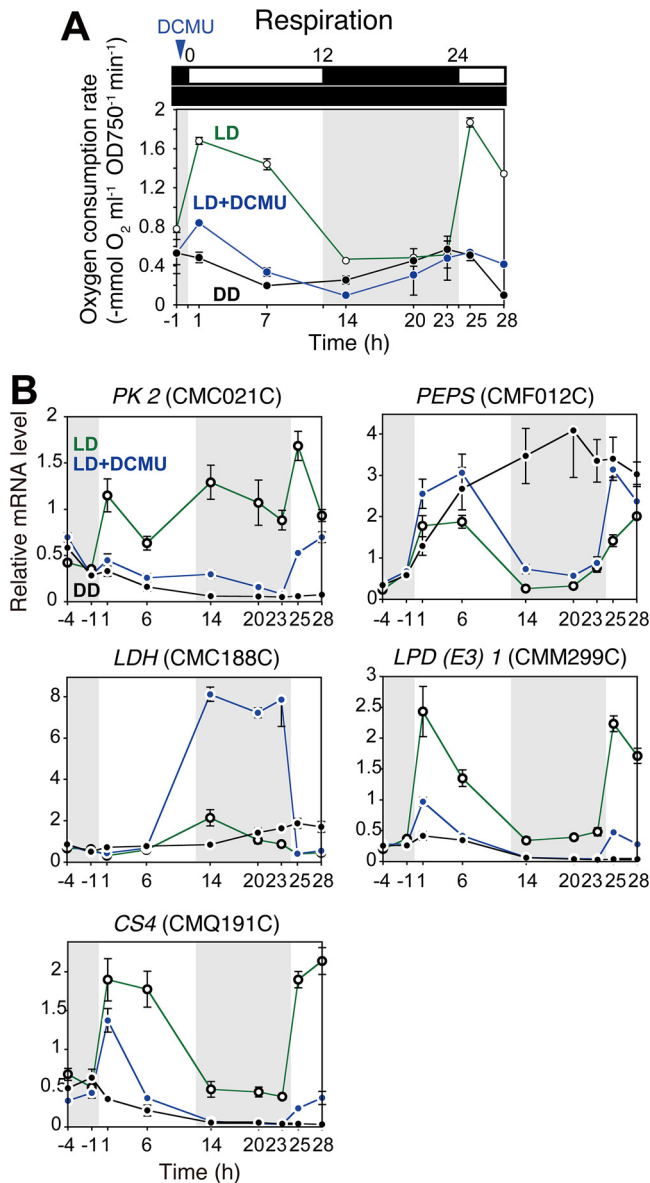 A
Respiration
DCMU
0 12 24
Oxygen consumption rate
(-mmol O2 ml-1 OD750-1 min-1)
2
1.6
1.2
0.8
0.4
0
LD
LD+DCMU
DD
-1 1 7 14 20 23 25 28
Time (h)
B
PK 2 (CMC021C)
Relative mRNA level
2
1.5
1
0.5
0
LD
LD+DCMU
DD
-4 -1 1 6 14 20 23 25 28
PEPS (CMF012C)
4
3
2
1
0
-4 -1 1 6 14 20 23 25 28
LDH (CMC188C)
8
6
4
2
0
-4 -1 1 6 14 20 23 25 28
LPD (E3) 1 (CMM299C)
3
2.5
2
1.5
1
0.5
0
-4 -1 1 6 14 20 23 25 28
CS4 (CMQ191C)
2
1.5
1
0.5
0
-4 -1 1 6 14 20 23 25 28
Time (h)